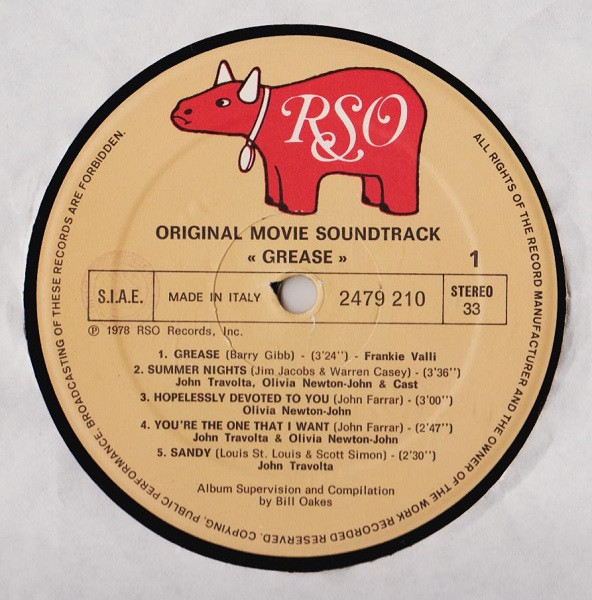 RSO
ORIGINAL MOVIE SOUNDTRACK
« GREASE »
1
S.I.A.E.
MADE IN ITALY
2479 210
STEREO
33
℗ 1978 RSO Records, Inc.
1. GREASE (Barry Gibb) - (3'24") - Frankie Valli
2. SUMMER NIGHTS (Jim Jacobs & Warren Casey) - (3'36")
John Travolta, Olivia Newton-John & Cast
3. HOPELESSLY DEVOTED TO YOU (John Farrar) - (3'00")
Olivia Newton-John
4. YOU'RE THE ONE THAT I WANT (John Farrar) - (2'47")
John Travolta & Olivia Newton-John
5. SANDY (Louis St. Louis & Scott Simon) - (2'30")
John Travolta
Album Supervision and Compilation
by Bill Oakes
ALL RIGHTS OF THE RECORD MANUFACTURER AND THE OWNER OF THE WORK RECORDED RESERVED. COPYING, PUBLIC PERFORMANCE, BROADCASTING OF THESE RECORDS ARE FORBIDDEN.